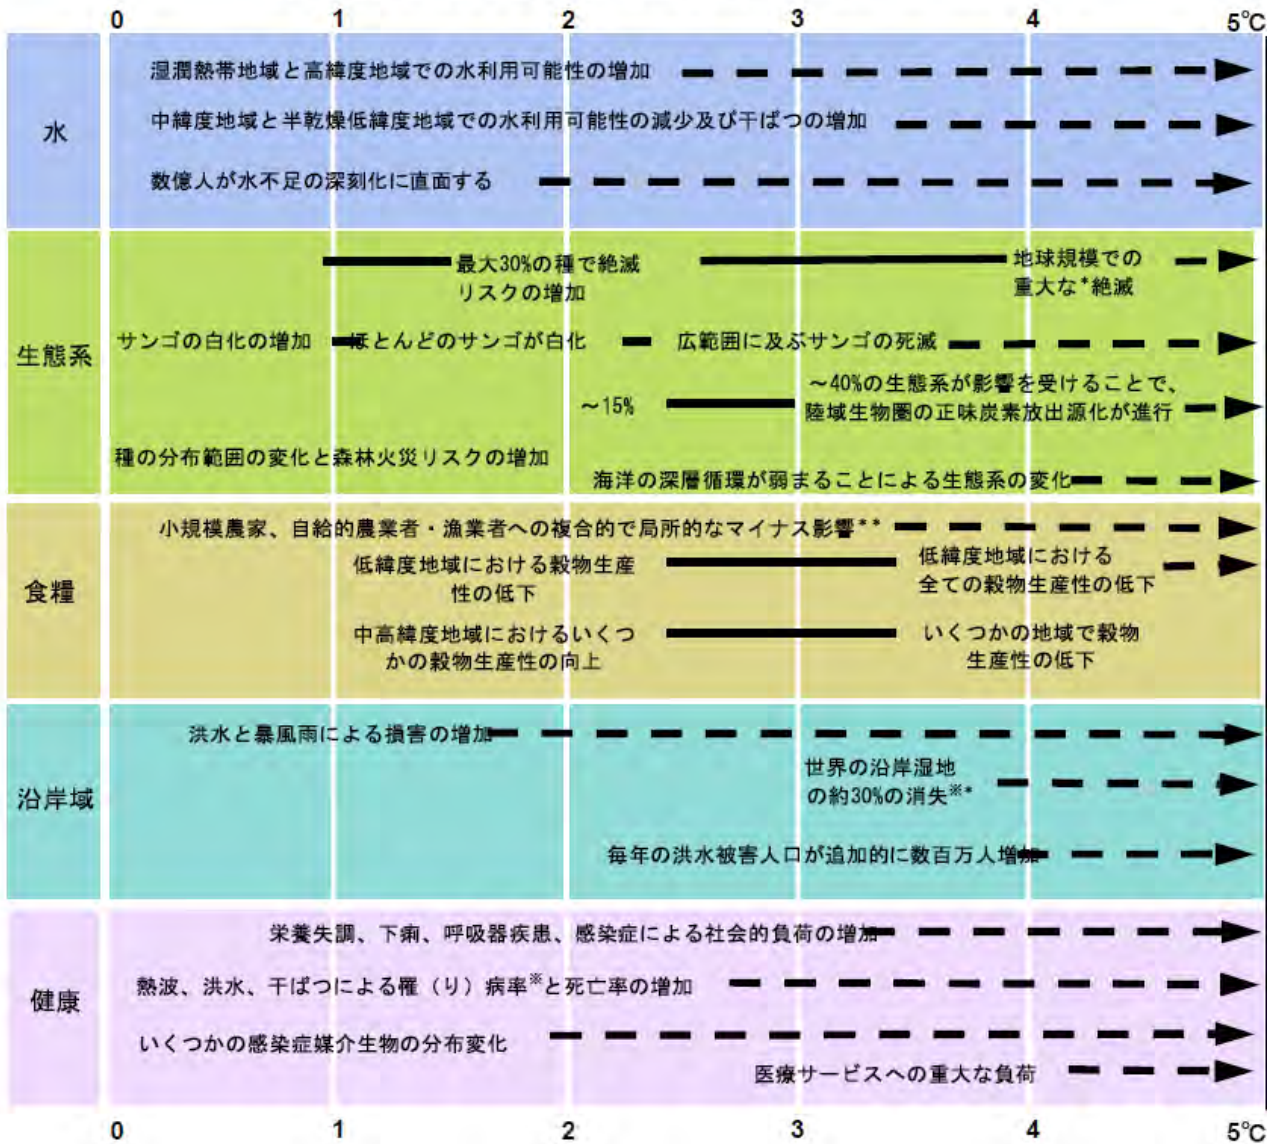 0 1 2 3 4 5℃
水
湿潤熱帯地域と高緯度地域での水利用可能性の増加
中緯度地域と半乾燥低緯度地域での水利用可能性の減少及び干ばつの増加
数億人が水不足の深刻化に直面する
生態系
最大30%の種で絶滅
リスクの増加
地球規模での
重大な*絶滅
サンゴの白化の増加
ほとんどのサンゴが白化
広範囲に及ぶサンゴの死滅
～15%
～40%の生態系が影響を受けることで、
陸域生物圏の正味炭素放出源化が進行
種の分布範囲の変化と森林火災リスクの増加
海洋の深層循環が弱まることによる生態系の変化
食糧
小規模農家、自給的農業者・漁業者への複合的で局所的なマイナス影響**
低緯度地域における穀物生産
性の低下
低緯度地域における
全ての穀物生産性の低下
中高緯度地域におけるいくつ
かの穀物生産性の向上
いくつかの地域で穀物
生産性の低下
沿岸域
洪水と暴風雨による損害の増加
世界の沿岸湿地
の約30%の消失※*
毎年の洪水被害人口が追加的に数百万人増加
健康
栄養失調、下痢、呼吸器疾患、感染症による社会的負荷の増加
熱波、洪水、干ばつによる罹（り）病率※と死亡率の増加
いくつかの感染症媒介生物の分布変化
医療サービスへの重大な負荷
0 1 2 3 4 5℃